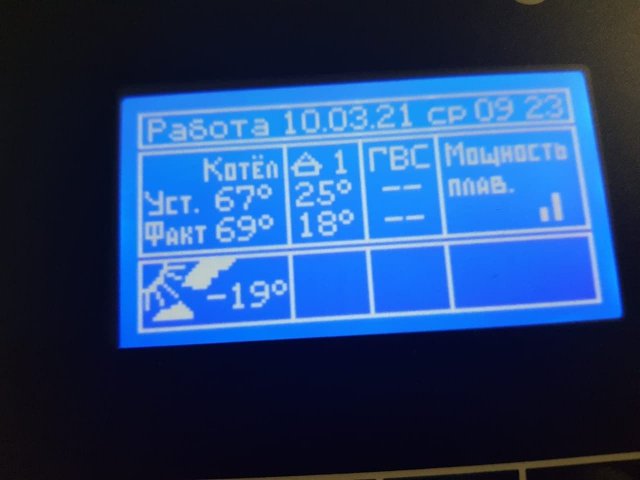 Работа 10.03.21 ср 09 23
Котёл 1 ГВС Мощность
Уст. 67° 25° -- плав.
Факт 69° 18° --
-19°